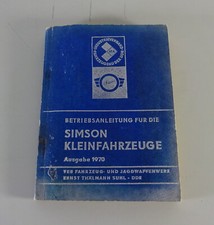 BETRIEBSANLEITUNG FÜR DIE
SIMSON
KLEINFAHRZEUGE
Ausgabe 1970
VEB FAHRZEUG- UND JAGDWAFFENWERK
ERNST THÄLMANN SUHL · DDR